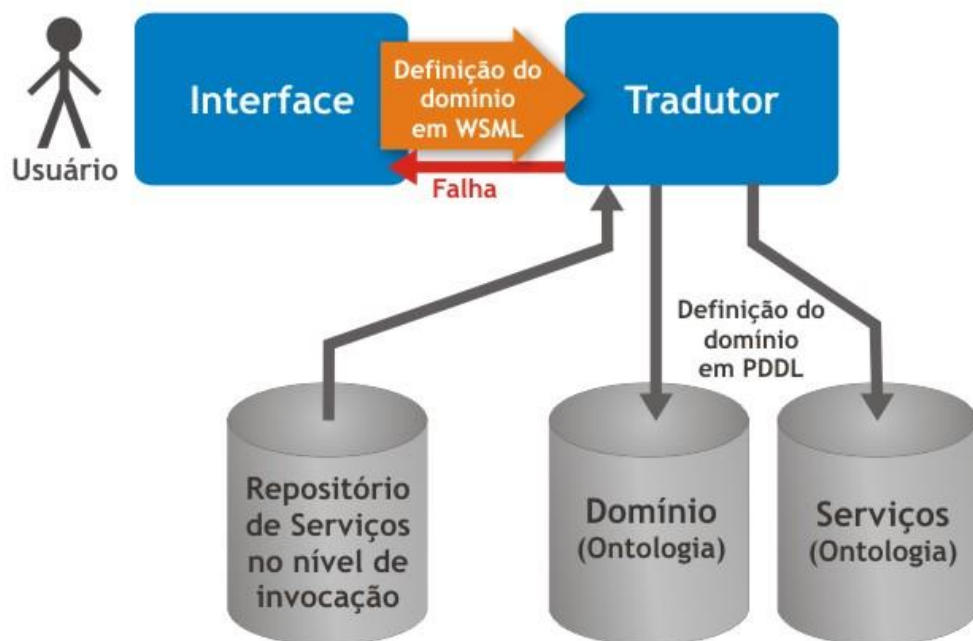 Usuário
Interface
Definição do
domínio
em WSML
Tradutor
Falha
Definição do
domínio
em PDDL
Repositório
de Serviços
no nível de
invocação
Domínio
(Ontologia)
Serviços
(Ontologia)